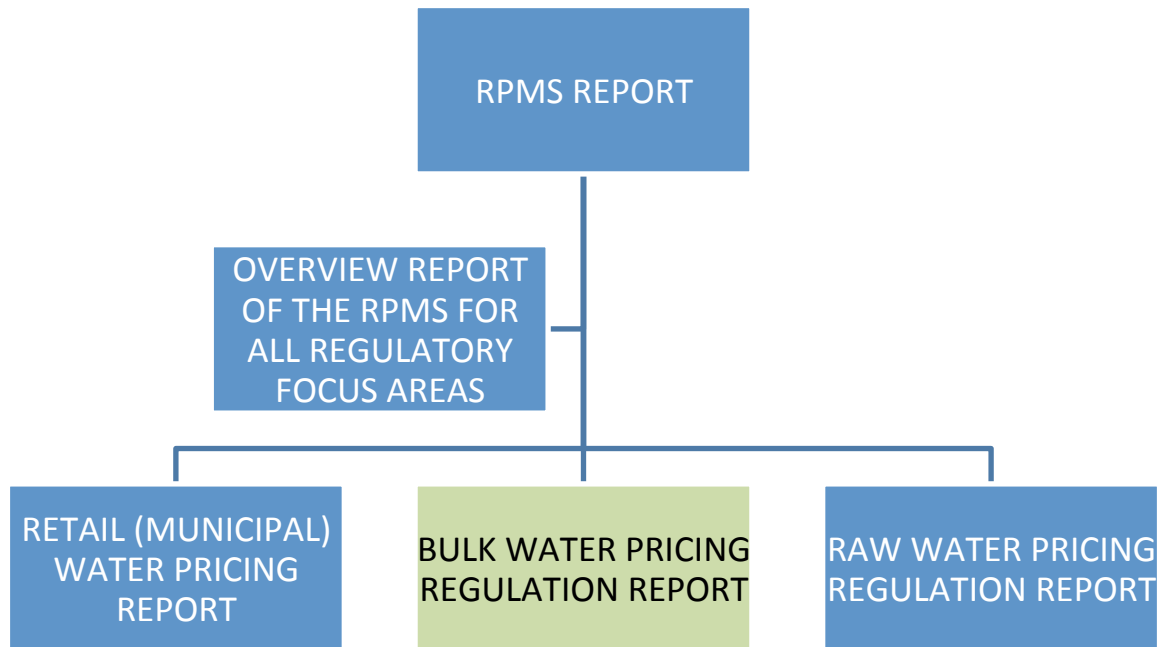 RPMS REPORT
OVERVIEW REPORT
OF THE RPMS FOR
ALL REGULATORY
FOCUS AREAS
RETAIL (MUNICIPAL)
WATER PRICING
REPORT
BULK WATER PRICING
REGULATION REPORT
RAW WATER PRICING
REGULATION REPORT